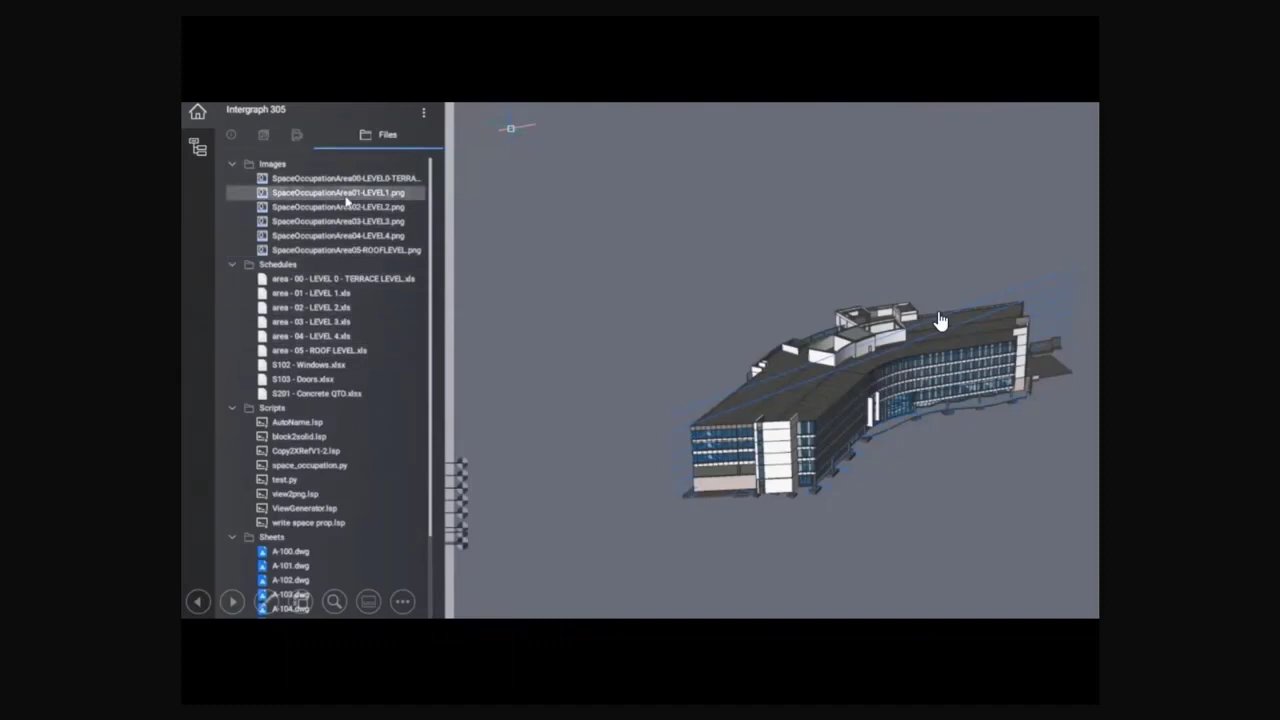 Intergraph 305
Files
Images
SpaceOccupationArea00-LEVEL0-TERRA...
SpaceOccupationArea01-LEVEL1.png
SpaceOccupationArea02-LEVEL2.png
SpaceOccupationArea03-LEVEL3.png
SpaceOccupationArea04-LEVEL4.png
SpaceOccupationArea05-ROOFLEVEL.png
Schedules
area - 00 - LEVEL 0 - TERRACE LEVEL.xls
area - 01 - LEVEL 1.xls
area - 02 - LEVEL 2.xls
area - 03 - LEVEL 3.xls
area - 04 - LEVEL 4.xls
area - 05 - ROOF LEVEL.xls
S102 - Windows.xlsx
S103 - Doors.xlsx
S201 - Concrete QTO.xlsx
Scripts
AutoName.lsp
block2solid.lsp
Copy2XRefV1-2.lsp
space_occupation.py
test.py
view2png.lsp
ViewGenerator.lsp
write space prop.lsp
Sheets
A-100.dwg
A-101.dwg
A-102.dwg
A-103.dwg
A-104.dwg